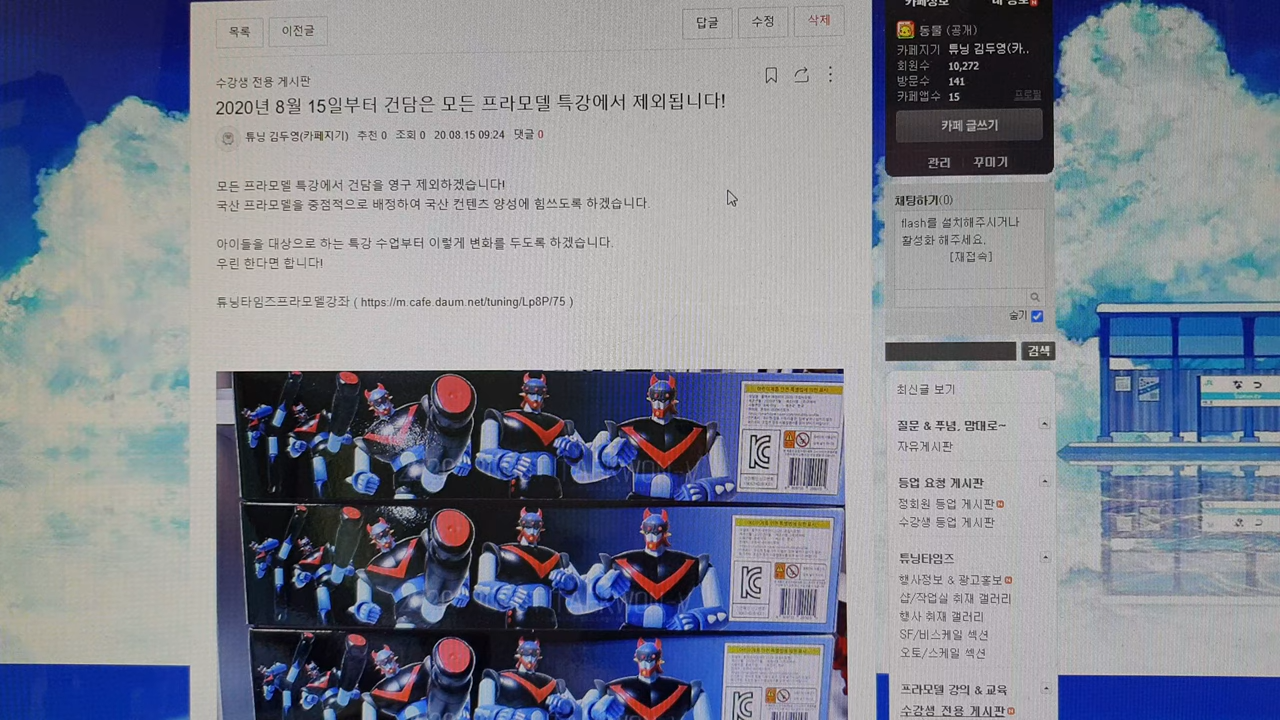 목록
이전글
답글
수정
삭제
수강생 전용 게시판
2020년 8월 15일부터 건담은 모든 프라모델 특강에서 제외됩니다!
튜닝 김두영(카페지기) 추천 0 조회 0 20.08.15 09:24 댓글 0
모든 프라모델 특강에서 건담을 영구 제외하겠습니다!
국산 프라모델을 중점적으로 배정하여 국산 컨텐츠 양성에 힘쓰도록 하겠습니다.
아이들을 대상으로 하는 특강 수업부터 이렇게 변화를 두도록 하겠습니다.
우린 한다면 합니다!
튜닝타임즈프라모델강좌 ( https://m.cafe.daum.net/tuning/Lp8P/75 )
카페정보
동물 (공개)
카페지기 튜닝 김두영(카..
회원수 10,272
방문수 141
카페앱수 15
프로필
카페 글쓰기
관리 꾸미기
채팅하기(0)
flash를 설치해주시거나
활성화 해주세요.
[재접속]
숨기
검색
최신글 보기
질문 & 푸념, 맘대로~
자유게시판
등업 요청 게시판
정회원 등업 게시판 N
수강생 등업 게시판
튜닝타임즈
행사정보 & 광고홍보 N
샵/작업실 취재 갤러리
행사 취재 갤러리
SF/비스케일 섹션
오토/스케일 섹션
프라모델 강의 & 교육
수강생 전용 게시판 N
なつ